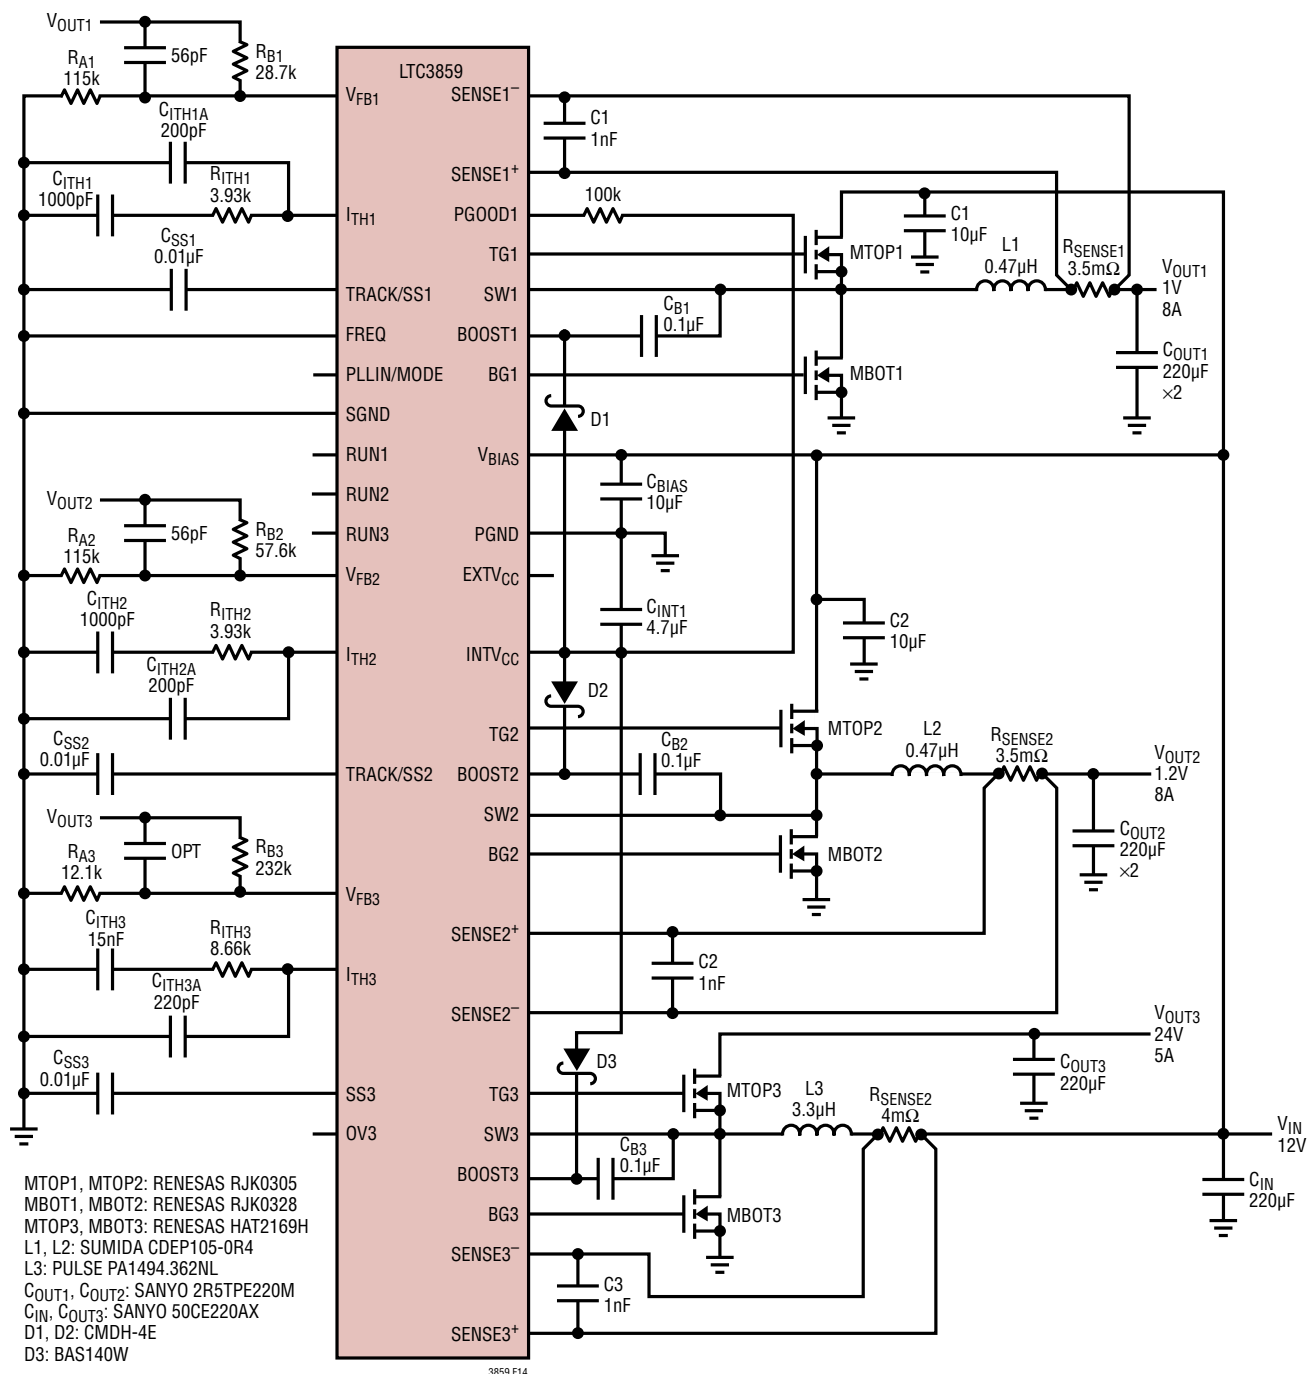 VOUT1
RA1
115k
56pF
RB1
28.7k
CITH1A
200pF
CITH1
1000pF
RITH1
3.93k
CSS1
0.01µF
VOUT2
RA2
115k
56pF
RB2
57.6k
CITH2
1000pF
RITH2
3.93k
CITH2A
200pF
CSS2
0.01µF
VOUT3
RA3
12.1k
OPT
RB3
232k
CITH3
15nF
RITH3
8.66k
CITH3A
220pF
CSS3
0.01µF
LTC3859
VFB1
ITH1
TRACK/SS1
FREQ
PLLIN/MODE
SGND
RUN1
RUN2
RUN3
VFB2
ITH2
TRACK/SS2
VFB3
ITH3
SS3
OV3
SENSE1–
SENSE1+
PGOOD1
TG1
SW1
BOOST1
BG1
VBIAS
PGND
EXTVCC
INTVCC
TG2
BOOST2
SW2
BG2
SENSE2+
SENSE2–
TG3
SW3
BOOST3
BG3
SENSE3–
SENSE3+
C1
1nF
100k
MTOP1
C1
10µF
L1
0.47µH
RSENSE1
3.5mΩ
VOUT1
1V
8A
CB1
0.1µF
MBOT1
COUT1
220µF
×2
D1
CBIAS
10µF
CINT1
4.7µF
C2
10µF
D2
MTOP2
L2
0.47µH
RSENSE2
3.5mΩ
VOUT2
1.2V
8A
CB2
0.1µF
MBOT2
COUT2
220µF
×2
C2
1nF
VOUT3
24V
5A
D3
MTOP3
COUT3
220µF
L3
3.3µH
RSENSE2
4mΩ
VIN
12V
CB3
0.1µF
CIN
220µF
MBOT3
C3
1nF
MTOP1, MTOP2: RENESAS RJK0305
MBOT1, MBOT2: RENESAS RJK0328
MTOP3, MBOT3: RENESAS HAT2169H
L1, L2: SUMIDA CDEP105-0R4
L3: PULSE PA1494.362NL
COUT1, COUT2: SANYO 2R5TPE220M
CIN, COUT3: SANYO 50CE220AX
D1, D2: CMDH-4E
D3: BAS140W
3859 F14